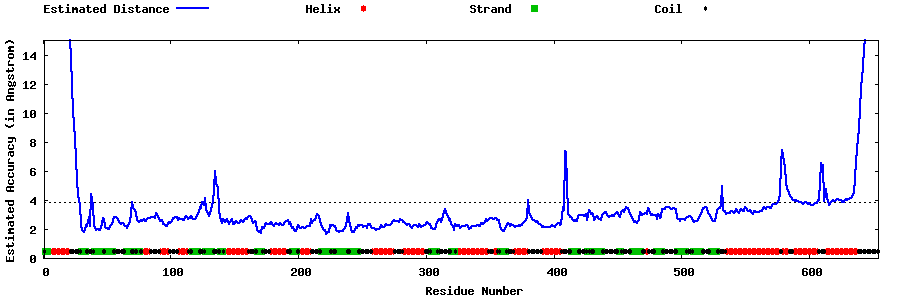 Estimated Distance Helix Strand Coil
Estimated Accuracy (in Angstrom)
14
12
10
8
6
4
2
0
0 100 200 300 400 500 600
Residue Number